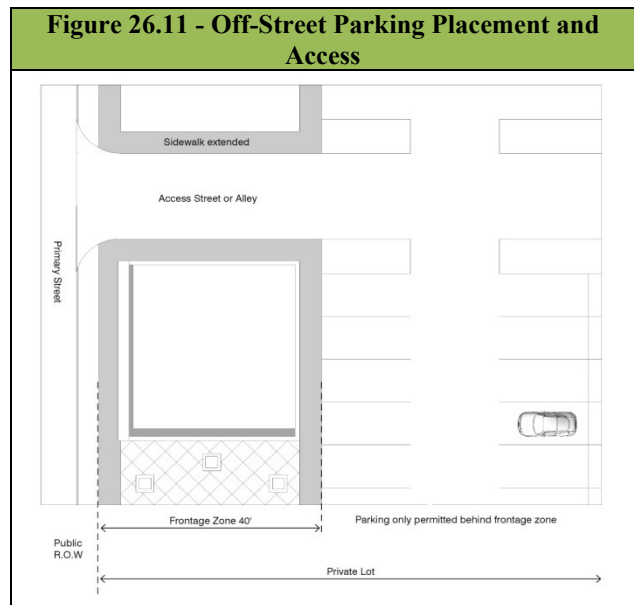 Figure 26.11 - Off-Street Parking Placement and
Access
Sidewalk extended
Access Street or Alley
Primary Street
Frontage Zone 40'
Parking only permitted behind frontage zone
Public
R.O.W
Private Lot